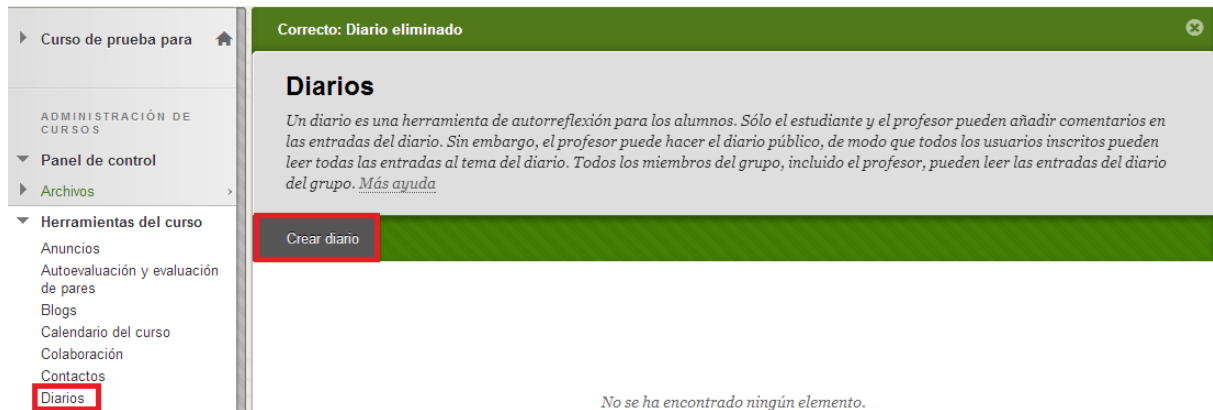 Curso de prueba para
ADMINISTRACIÓN DE
CURSOS
Panel de control
Archivos
Herramientas del curso
Anuncios
Autoevaluación y evaluación
de pares
Blogs
Calendario del curso
Colaboración
Contactos
Diarios
Correcto: Diario eliminado
Diarios
Un diario es una herramienta de autorreflexión para los alumnos. Sólo el estudiante y el profesor pueden añadir comentarios en
las entradas del diario. Sin embargo, el profesor puede hacer el diario público, de modo que todos los usuarios inscritos pueden
leer todas las entradas al tema del diario. Todos los miembros del grupo, incluido el profesor, pueden leer las entradas del diario
del grupo. Más ayuda
Crear diario
No se ha encontrado ningún elemento.